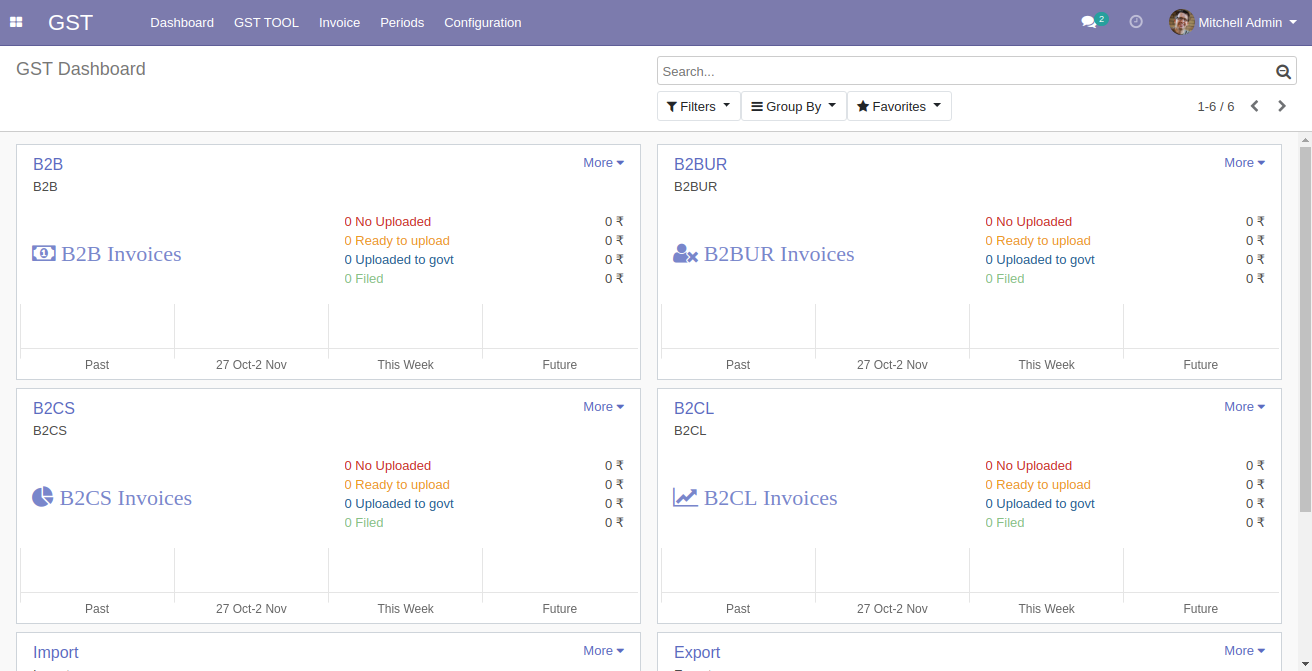 GST Dashboard GST TOOL Invoice Periods Configuration 2 Mitchell Admin
GST Dashboard
Search...
Filters Group By Favorites 1-6 / 6
B2B More
B2B
0 No Uploaded 0 ₹
0 Ready to upload 0 ₹
B2B Invoices
0 Uploaded to govt 0 ₹
0 Filed 0 ₹
Past 27 Oct-2 Nov This Week Future
B2BUR More
B2BUR
0 No Uploaded 0 ₹
0 Ready to upload 0 ₹
B2BUR Invoices
0 Uploaded to govt 0 ₹
0 Filed 0 ₹
Past 27 Oct-2 Nov This Week Future
B2CS More
B2CS
0 No Uploaded 0 ₹
0 Ready to upload 0 ₹
B2CS Invoices
0 Uploaded to govt 0 ₹
0 Filed 0 ₹
Past 27 Oct-2 Nov This Week Future
B2CL More
B2CL
0 No Uploaded 0 ₹
0 Ready to upload 0 ₹
B2CL Invoices
0 Uploaded to govt 0 ₹
0 Filed 0 ₹
Past 27 Oct-2 Nov This Week Future
Import More
Export More